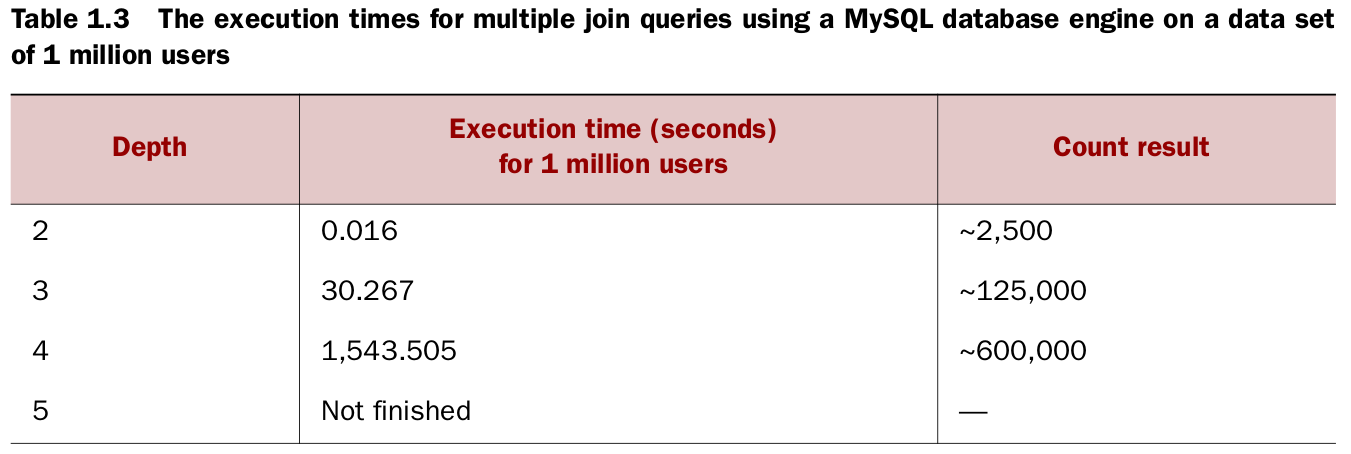 Table 1.3 The execution times for multiple join queries using a MySQL database engine on a data set
of 1 million users
Depth
Execution time (seconds)
for 1 million users
Count result
2 0.016 ~2,500
3 30.267 ~125,000
4 1,543.505 ~600,000
5 Not finished —